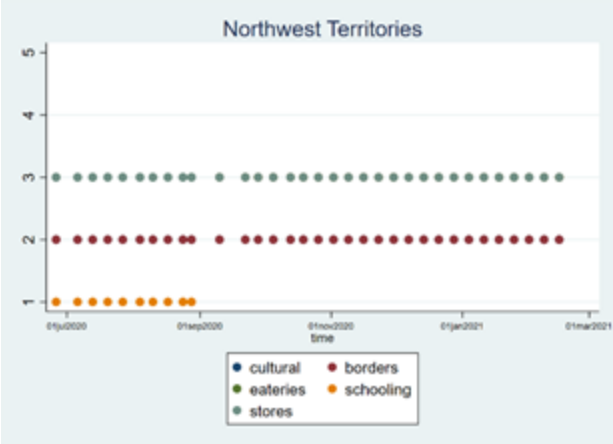 Northwest Territories
5
4
3
2
1
01jul2020 01sep2020 01nov2020 01jan2021 01mar2021
time
cultural borders
eateries schooling
stores